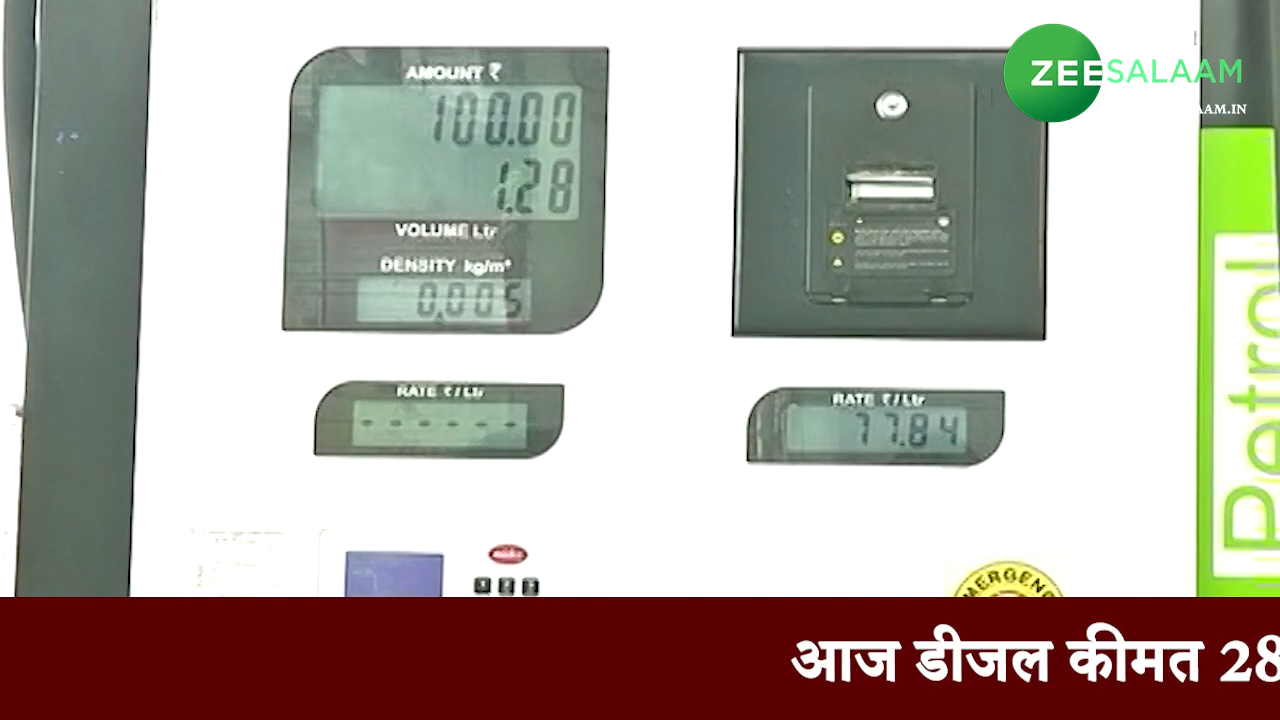 AMOUNT ₹
100.00
1.28
VOLUME Ltr
DENSITY kg/m³
0.005
RATE ₹/Ltr
- - - - - -
RATE ₹/Ltr
77.84
ZEESALAAM
AAM.IN
Petrol
EMERGENC
आज डीजल कीमत 28